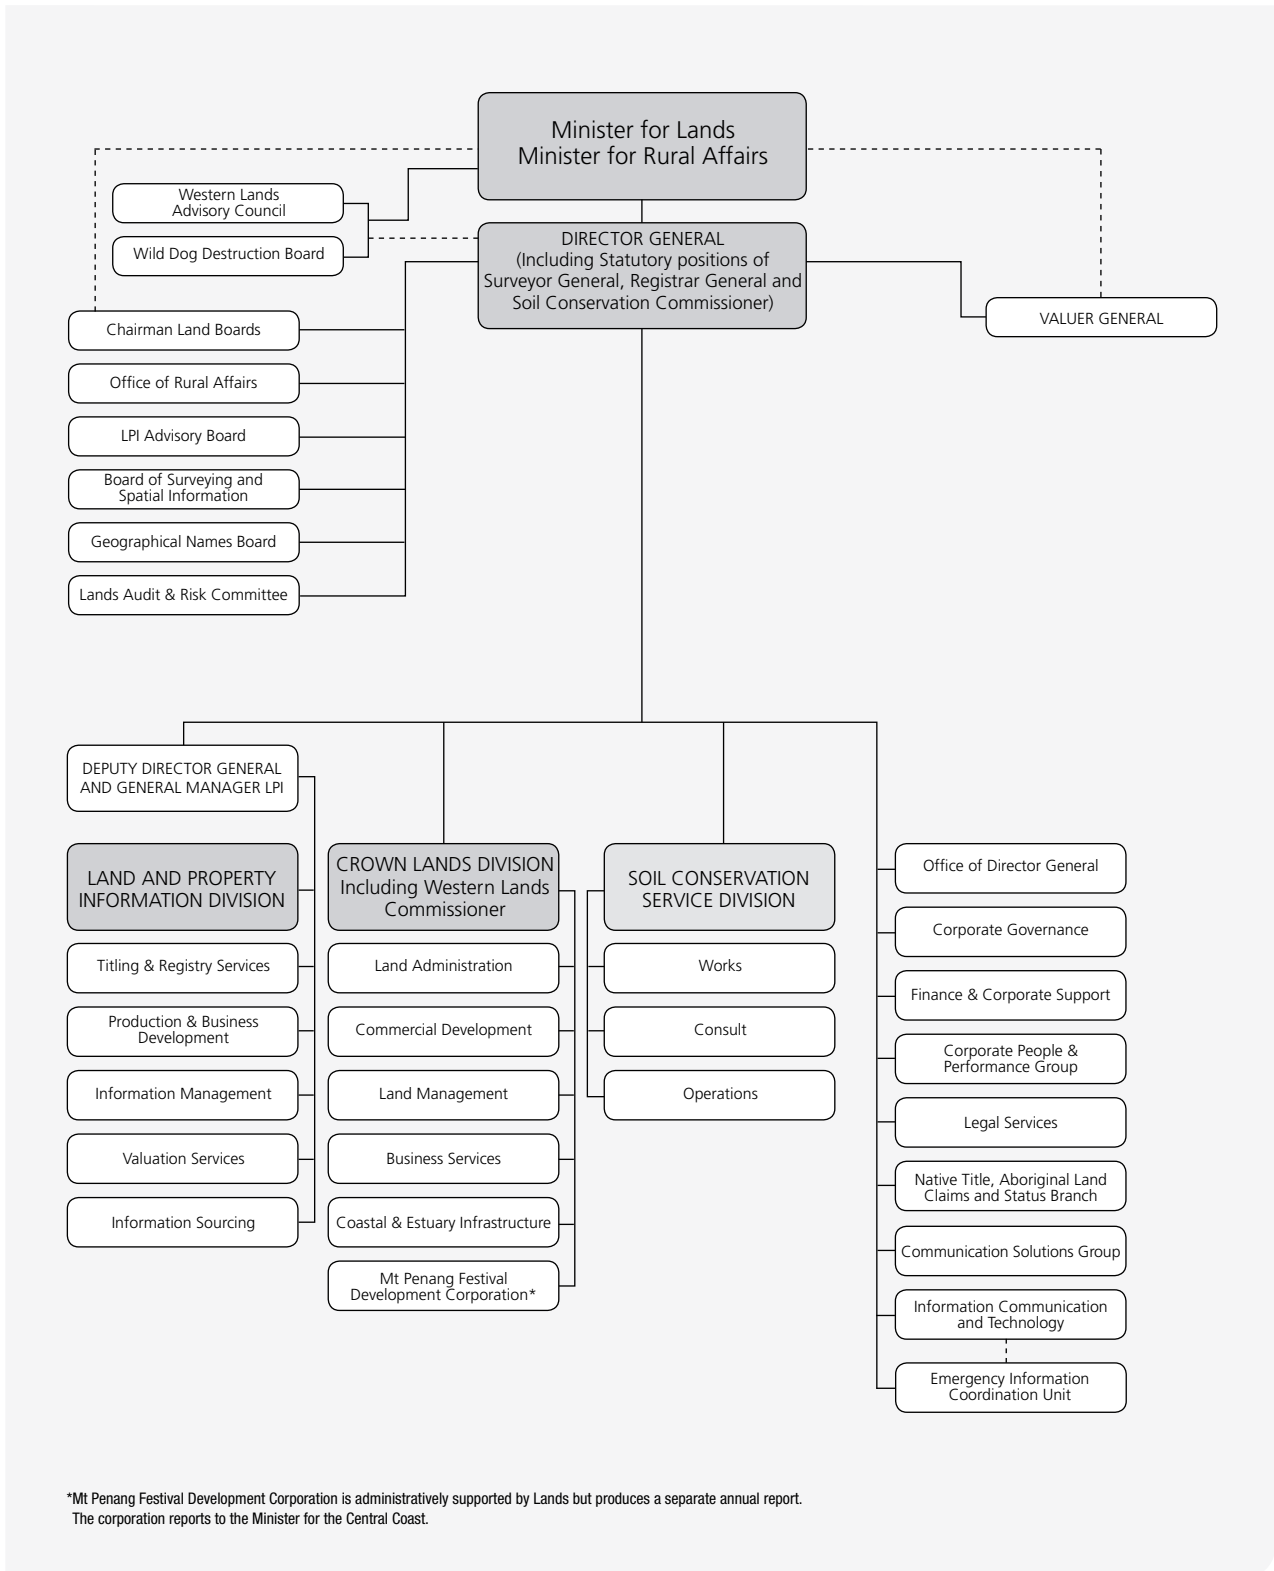 Minister for Lands
Minister for Rural Affairs
Western Lands
Advisory Council
Wild Dog Destruction Board
DIRECTOR GENERAL
(Including Statutory positions of
Surveyor General, Registrar General and
Soil Conservation Commissioner)
VALUER GENERAL
Chairman Land Boards
Office of Rural Affairs
LPI Advisory Board
Board of Surveying and
Spatial Information
Geographical Names Board
Lands Audit & Risk Committee
DEPUTY DIRECTOR GENERAL
AND GENERAL MANAGER LPI
LAND AND PROPERTY
INFORMATION DIVISION
Titling & Registry Services
Production & Business
Development
Information Management
Valuation Services
Information Sourcing
CROWN LANDS DIVISION
Including Western Lands
Commissioner
Land Administration
Commercial Development
Land Management
Business Services
Coastal & Estuary Infrastructure
Mt Penang Festival
Development Corporation*
SOIL CONSERVATION
SERVICE DIVISION
Works
Consult
Operations
Office of Director General
Corporate Governance
Finance & Corporate Support
Corporate People &
Performance Group
Legal Services
Native Title, Aboriginal Land
Claims and Status Branch
Communication Solutions Group
Information Communication
and Technology
Emergency Information
Coordination Unit
*Mt Penang Festival Development Corporation is administratively supported by Lands but produces a separate annual report.
The corporation reports to the Minister for the Central Coast.